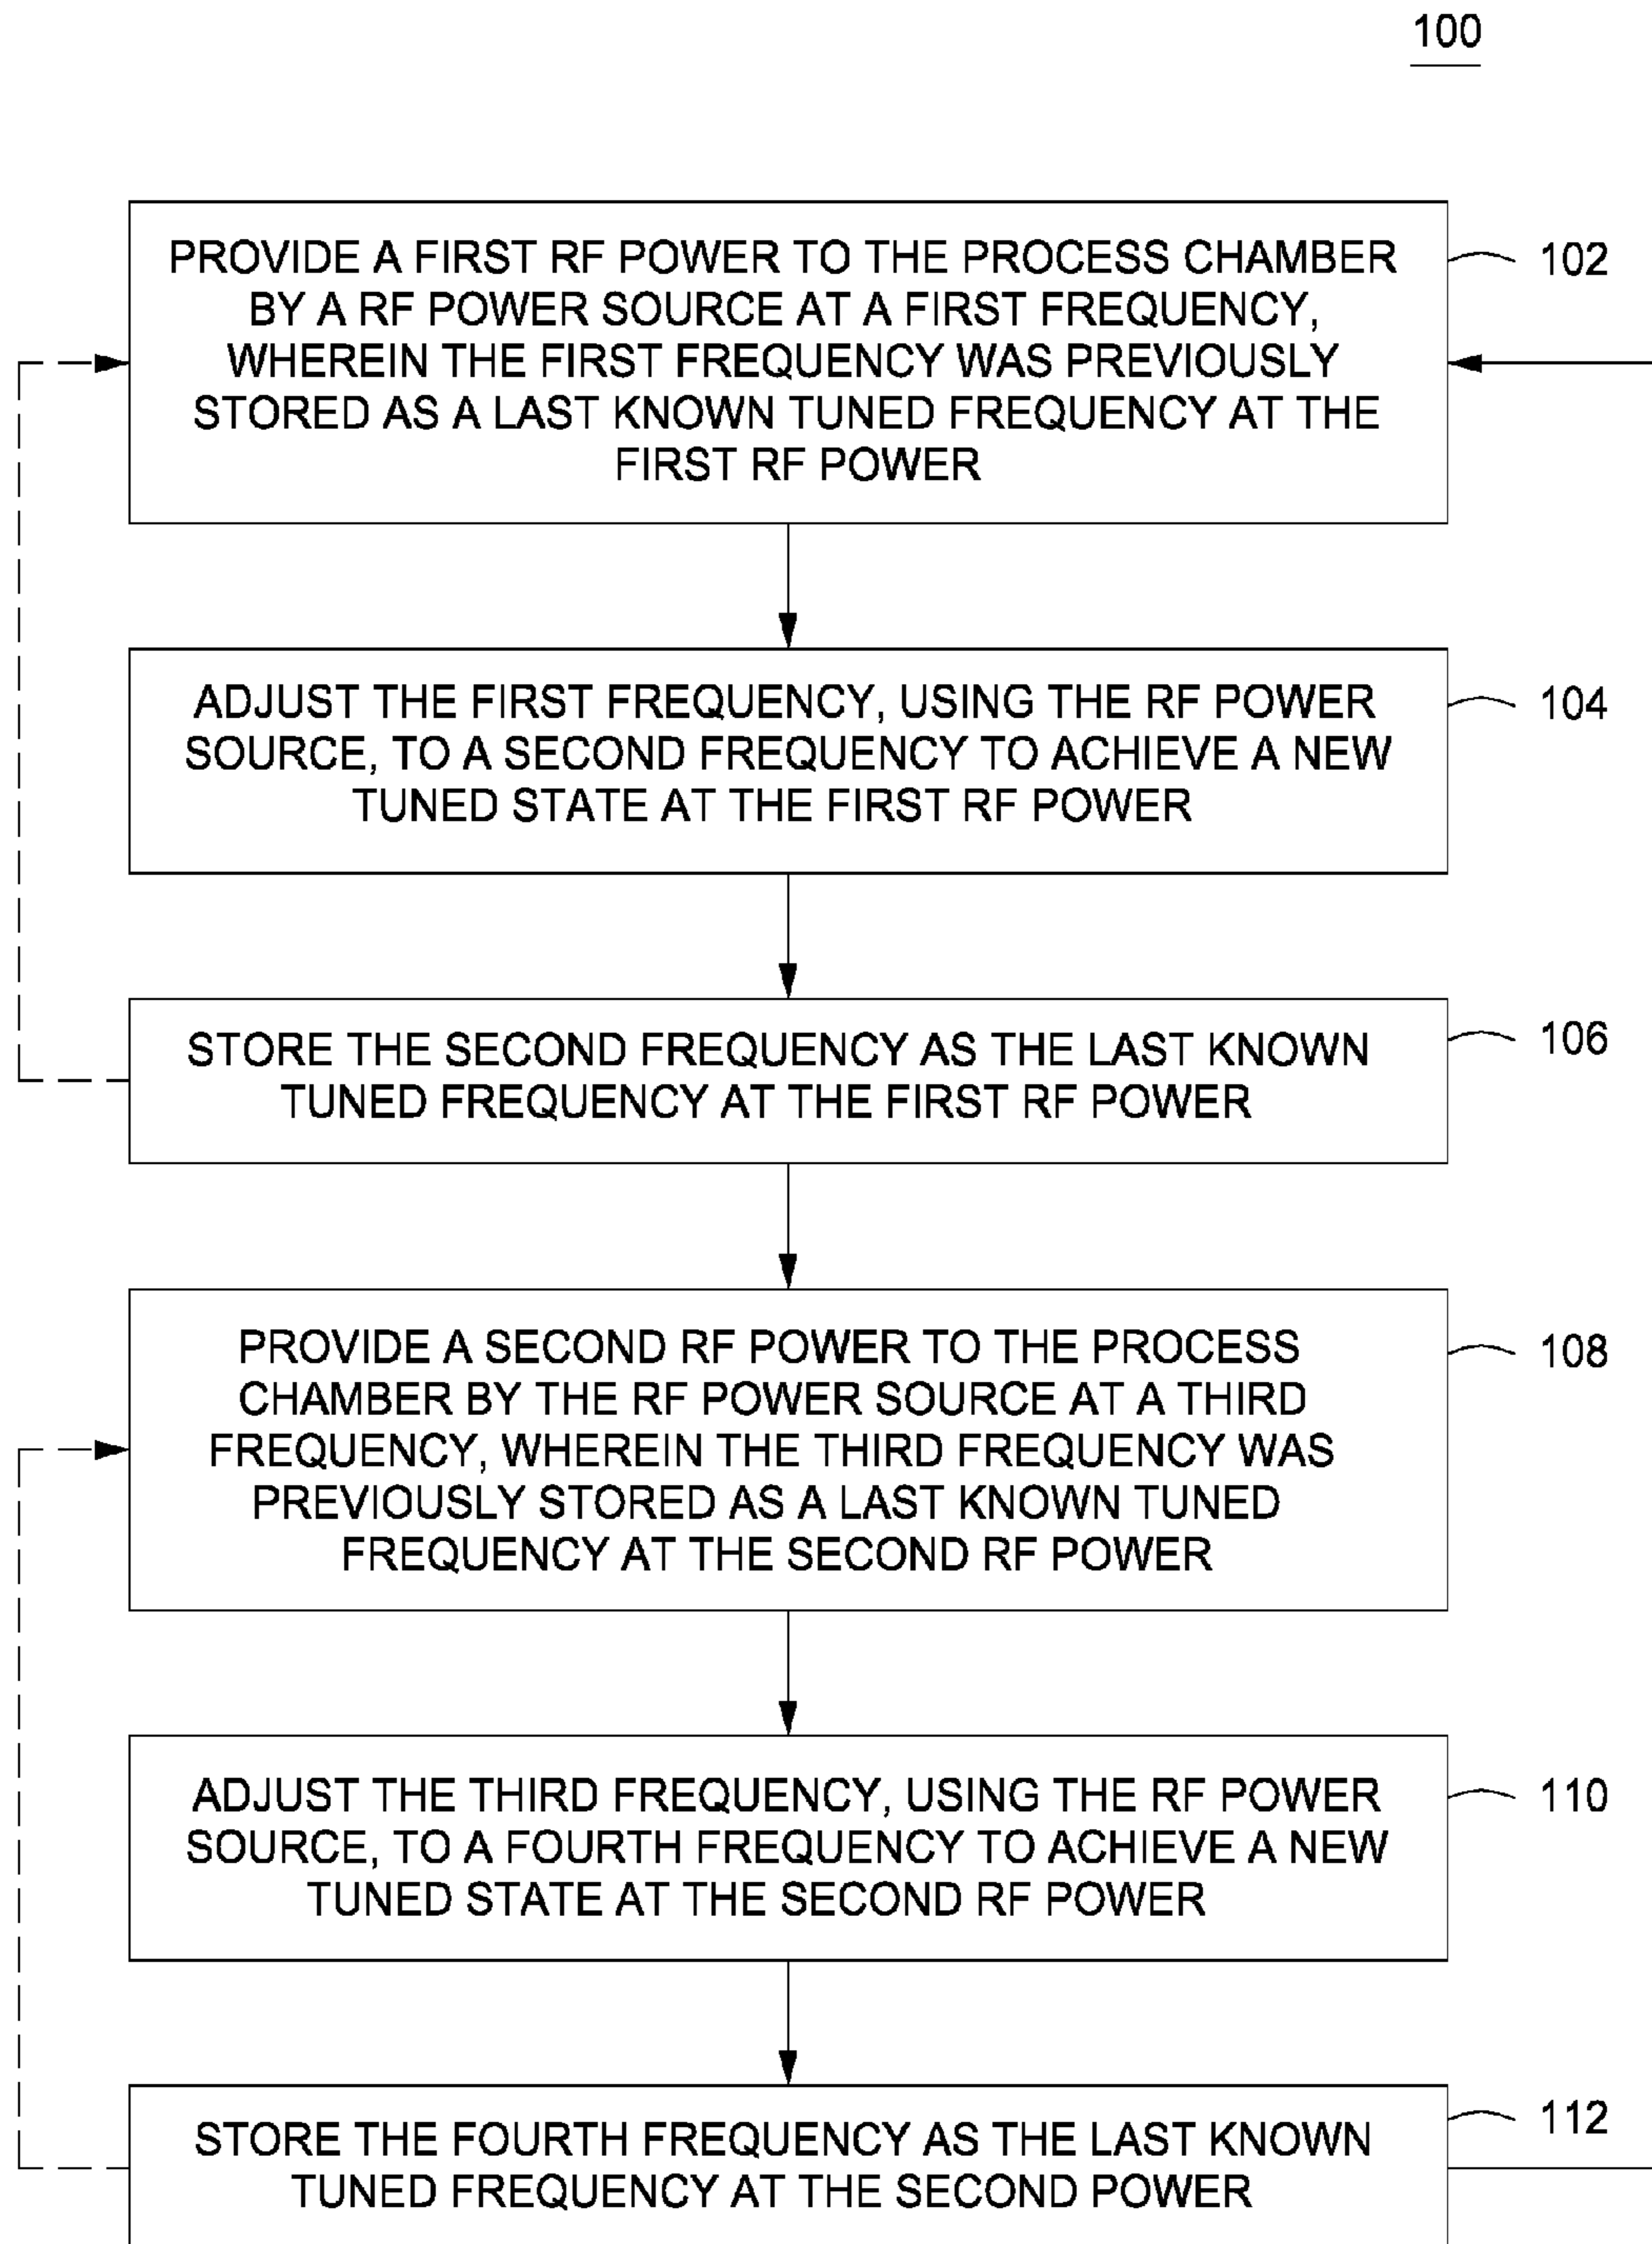 100
PROVIDE A FIRST RF POWER TO THE PROCESS CHAMBER
BY A RF POWER SOURCE AT A FIRST FREQUENCY,
WHEREIN THE FIRST FREQUENCY WAS PREVIOUSLY
STORED AS A LAST KNOWN TUNED FREQUENCY AT THE
FIRST RF POWER
102
ADJUST THE FIRST FREQUENCY, USING THE RF POWER
SOURCE, TO A SECOND FREQUENCY TO ACHIEVE A NEW
TUNED STATE AT THE FIRST RF POWER
104
STORE THE SECOND FREQUENCY AS THE LAST KNOWN
TUNED FREQUENCY AT THE FIRST RF POWER
106
PROVIDE A SECOND RF POWER TO THE PROCESS
CHAMBER BY THE RF POWER SOURCE AT A THIRD
FREQUENCY, WHEREIN THE THIRD FREQUENCY WAS
PREVIOUSLY STORED AS A LAST KNOWN TUNED
FREQUENCY AT THE SECOND RF POWER
108
ADJUST THE THIRD FREQUENCY, USING THE RF POWER
SOURCE, TO A FOURTH FREQUENCY TO ACHIEVE A NEW
TUNED STATE AT THE SECOND RF POWER
110
STORE THE FOURTH FREQUENCY AS THE LAST KNOWN
TUNED FREQUENCY AT THE SECOND POWER
112